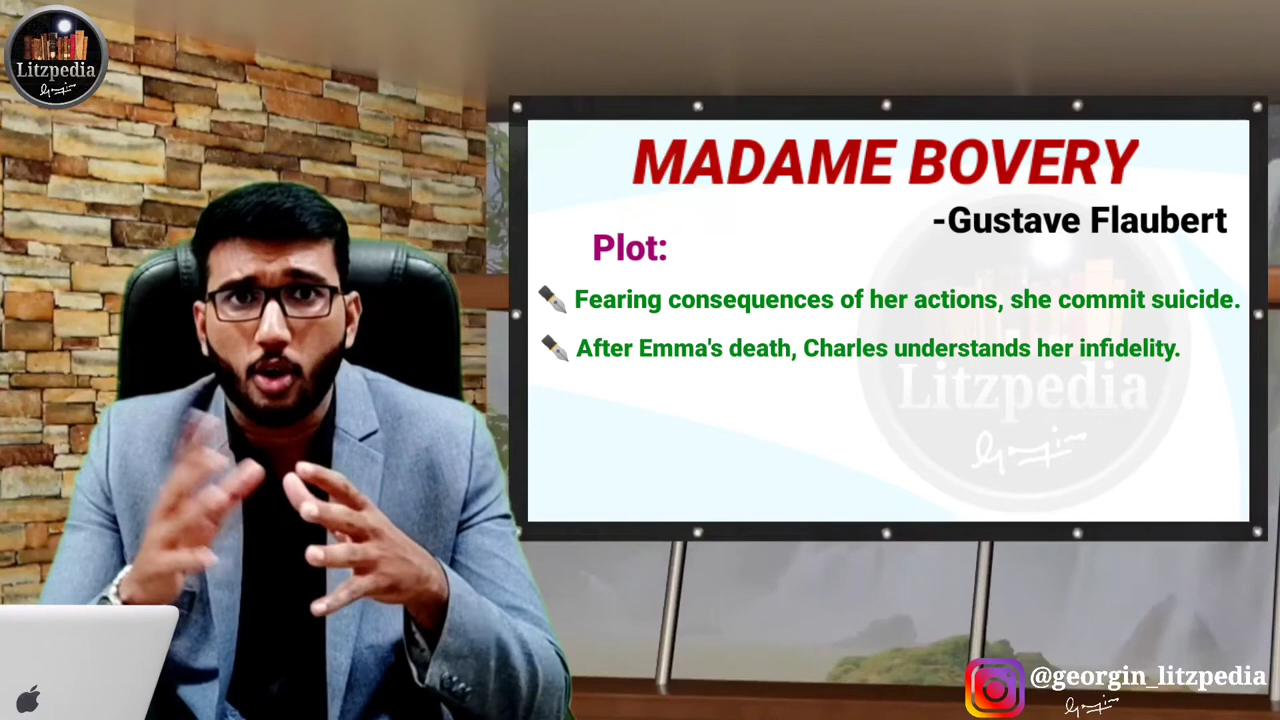 Litzpedia
MADAME BOVERY
-Gustave Flaubert
Plot:
Fearing consequences of her actions, she commit suicide.
After Emma's death, Charles understands her infidelity.
Litzpedia
@georgin_litzpedia